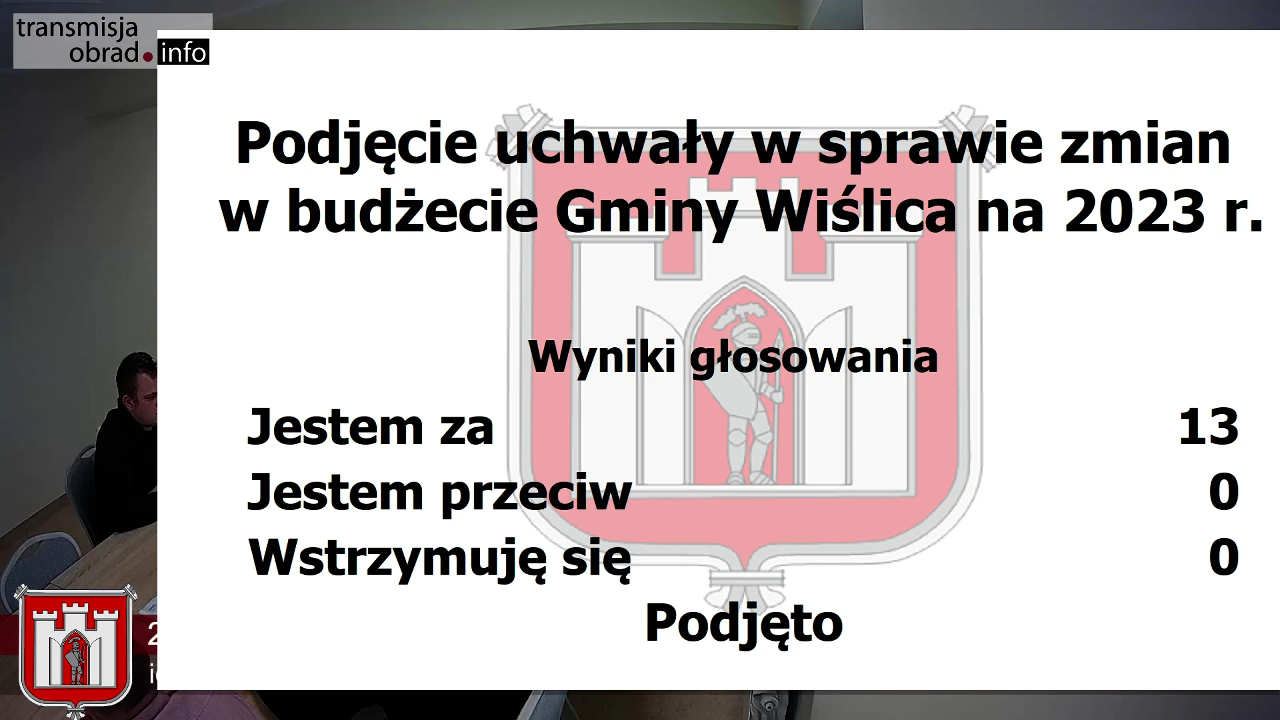 transmisja
obrad.info
Podjęcie uchwały w sprawie zmian
w budżecie Gminy Wiślica na 2023 r.
Wyniki głosowania
Jestem za 13
Jestem przeciw 0
Wstrzymuję się 0
Podjęto